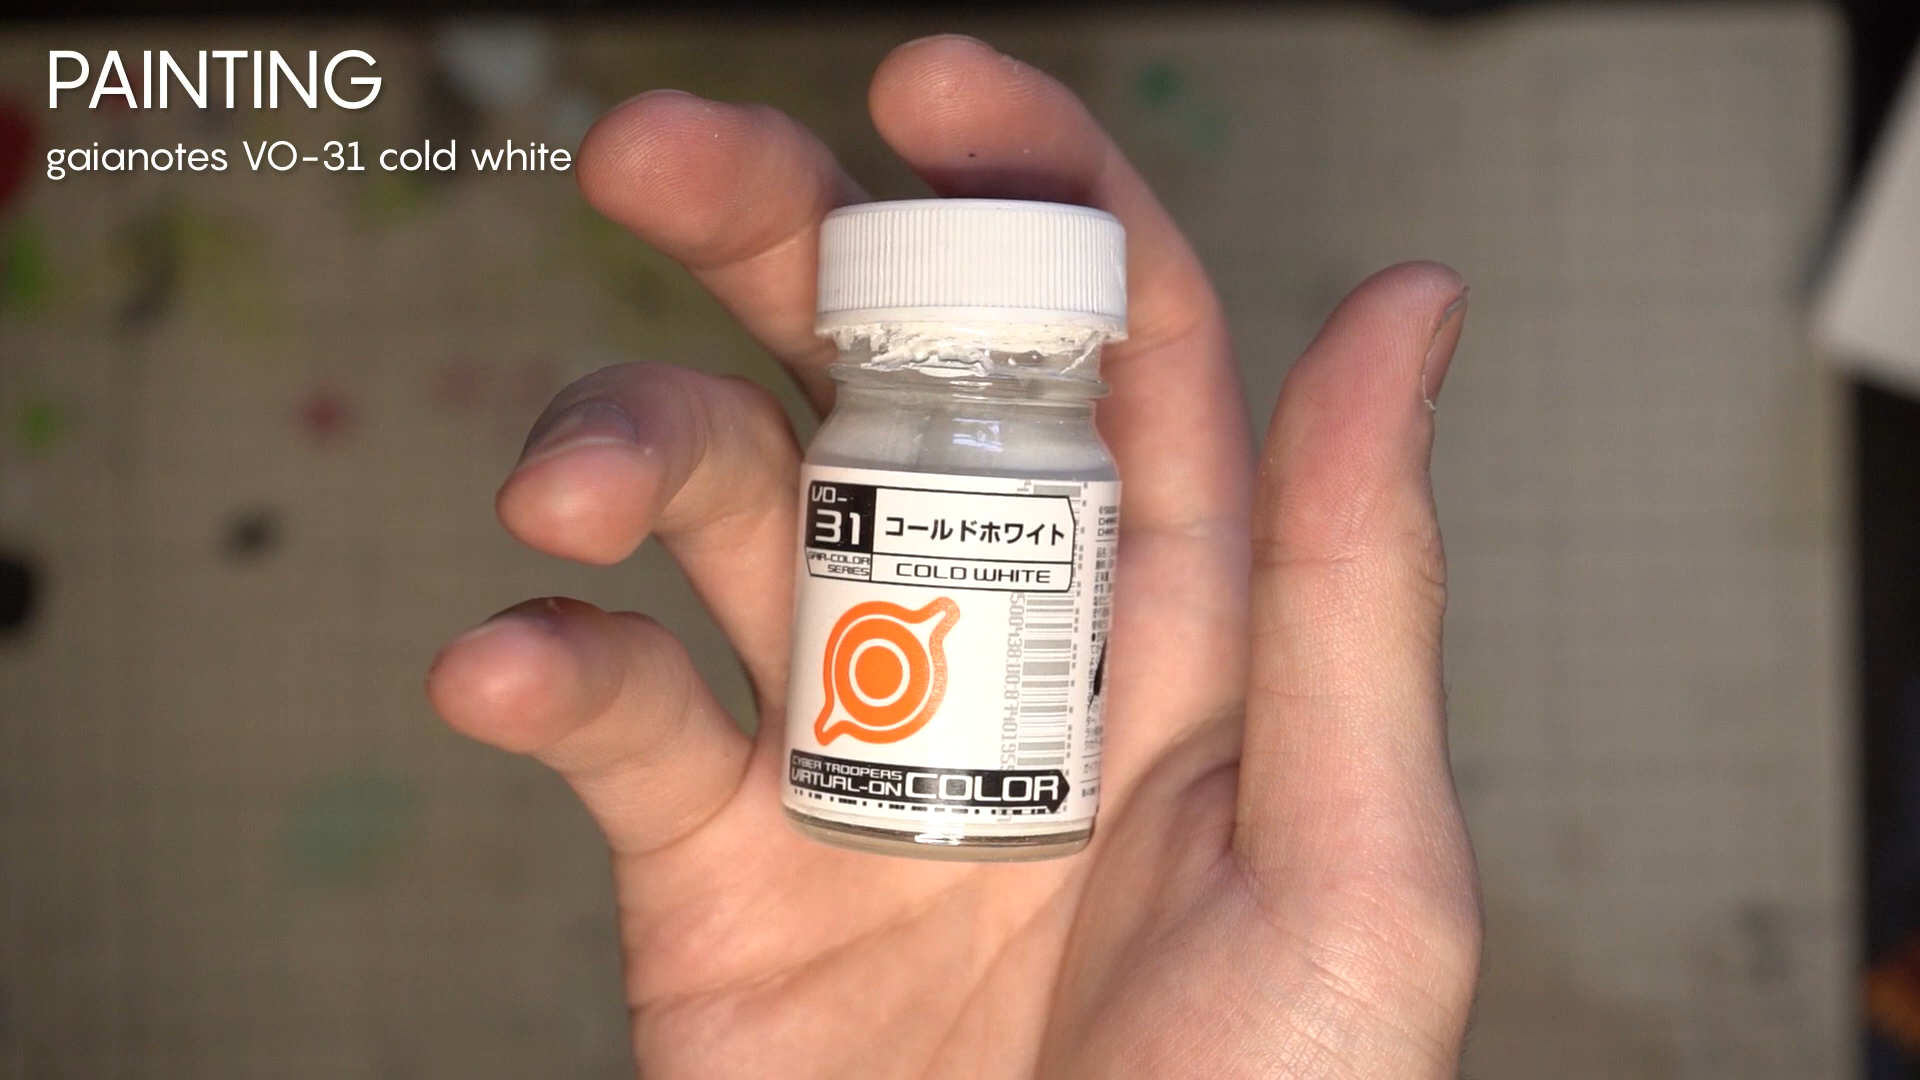 PAINTING
gaianotes VO-31 cold white
VO-
31
コールドホワイト
GAIA-COLOR
SERIES
COLD WHITE
CYBER TROOPERS
VIRTUAL-ON COLOR